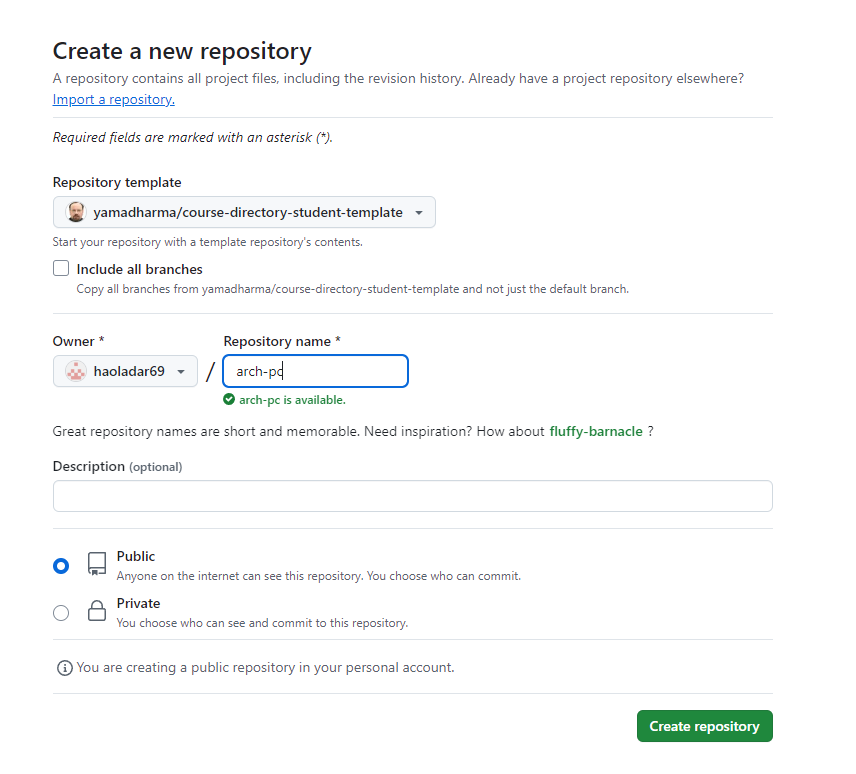 Create a new repository
A repository contains all project files, including the revision history. Already have a project repository elsewhere?
Import a repository.
Required fields are marked with an asterisk (*).
Repository template
yamadharma/course-directory-student-template
Start your repository with a template repository's contents.
Include all branches
Copy all branches from yamadharma/course-directory-student-template and not just the default branch.
Owner * Repository name *
haoladar69 / arch-pc
arch-pc is available.
Great repository names are short and memorable. Need inspiration? How about fluffy-barnacle ?
Description (optional)
Public
Anyone on the internet can see this repository. You choose who can commit.
Private
You choose who can see and commit to this repository.
You are creating a public repository in your personal account.
Create repository